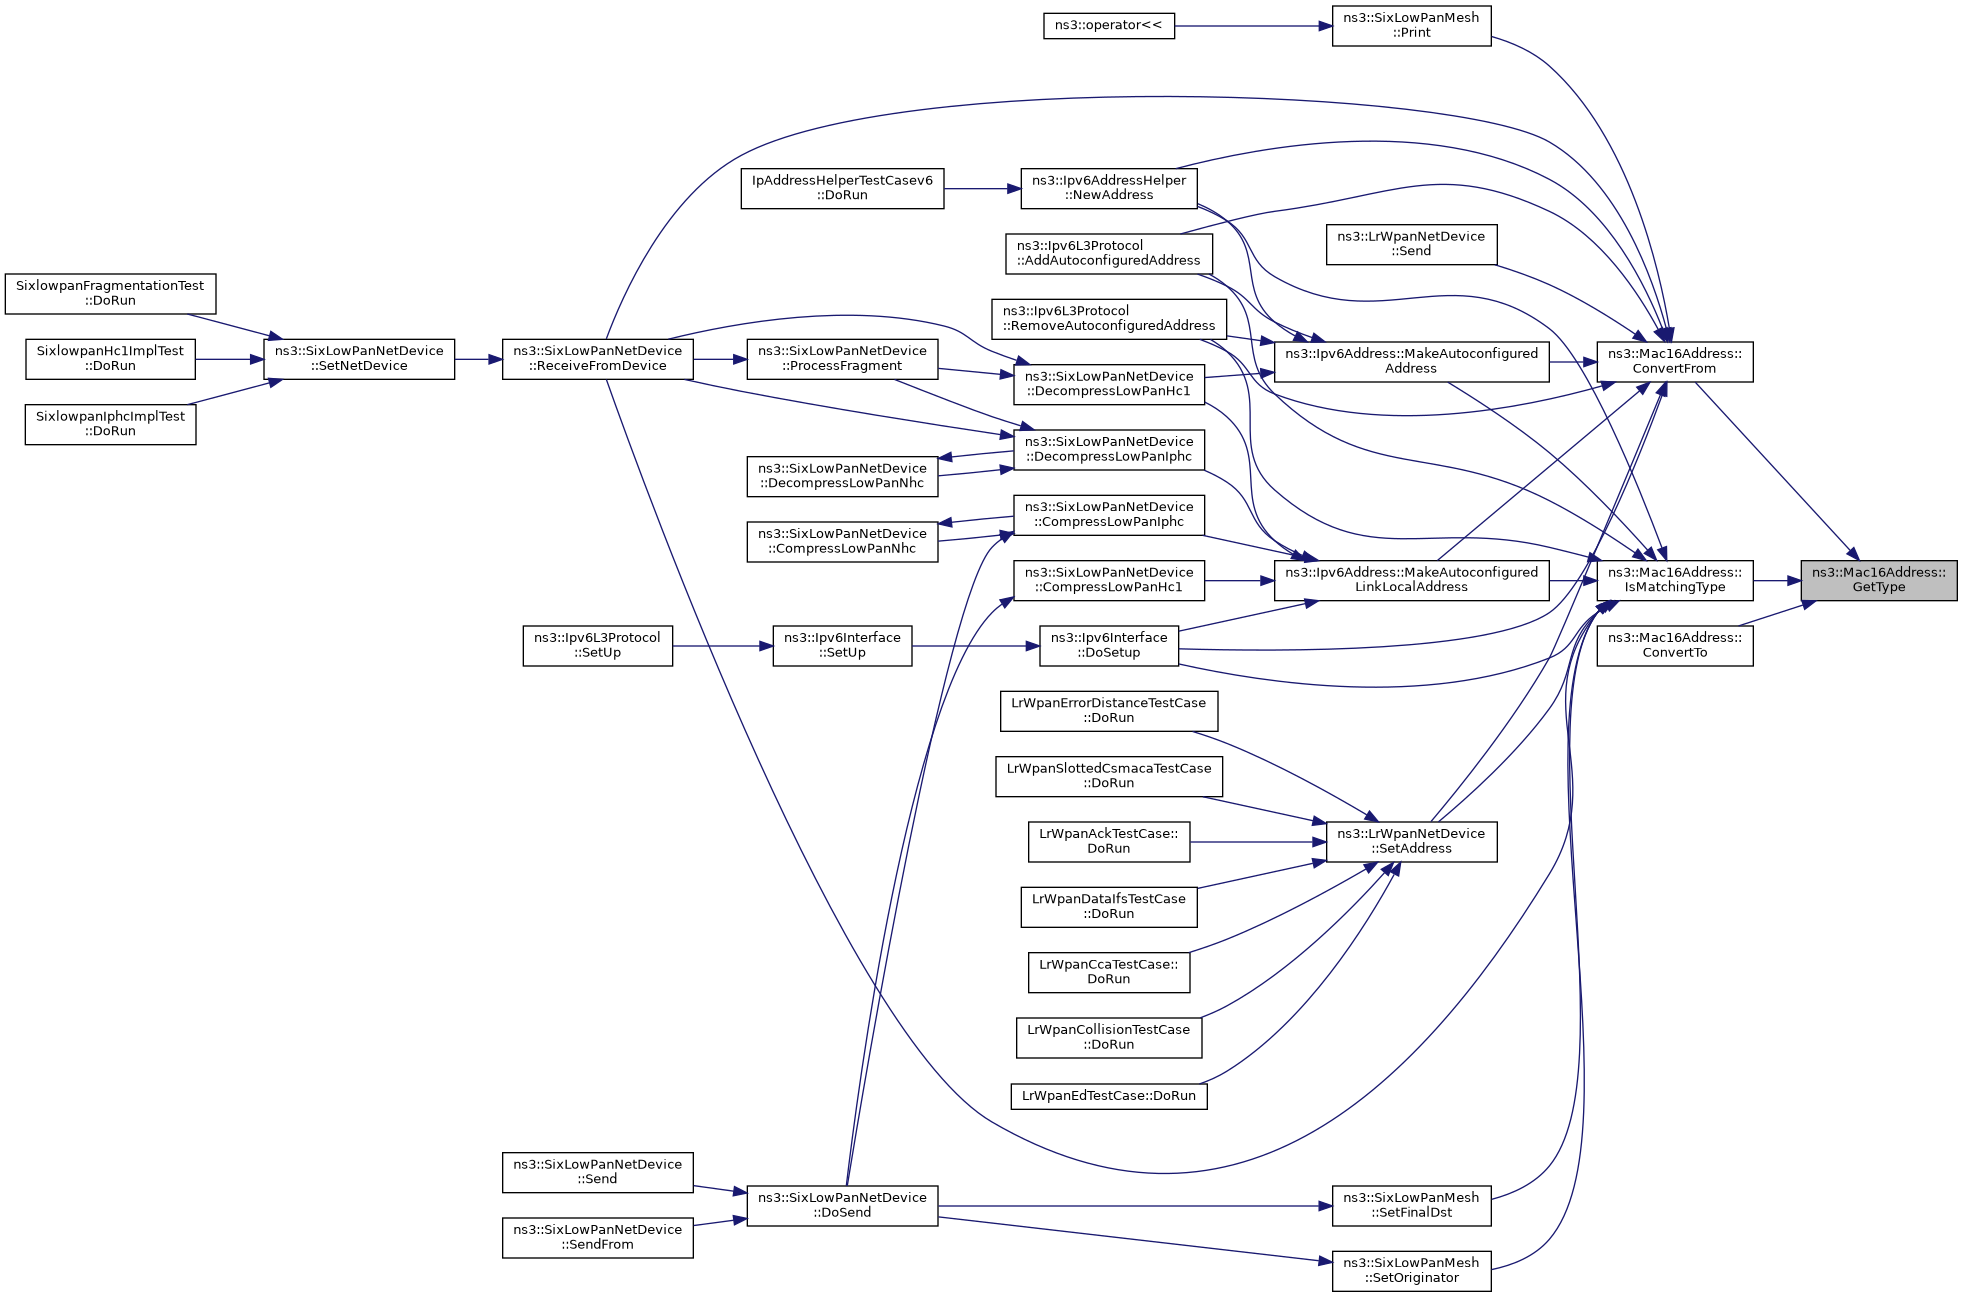 ns3::operator<<
ns3::SixLowPanMesh
::Print
IpAddressHelperTestCasev6
::DoRun
ns3::Ipv6AddressHelper
::NewAddress
ns3::Ipv6L3Protocol
::AddAutoconfiguredAddress
ns3::LrWpanNetDevice
::Send
SixlowpanFragmentationTest
::DoRun
ns3::Ipv6L3Protocol
::RemoveAutoconfiguredAddress
SixlowpanHc1ImplTest
::DoRun
ns3::SixLowPanNetDevice
::SetNetDevice
ns3::SixLowPanNetDevice
::ReceiveFromDevice
ns3::SixLowPanNetDevice
::ProcessFragment
ns3::Ipv6Address::MakeAutoconfigured
Address
ns3::Mac16Address::
ConvertFrom
ns3::SixLowPanNetDevice
::DecompressLowPanHc1
SixlowpanIphcImplTest
::DoRun
ns3::SixLowPanNetDevice
::DecompressLowPanIphc
ns3::SixLowPanNetDevice
::DecompressLowPanNhc
ns3::SixLowPanNetDevice
::CompressLowPanIphc
ns3::SixLowPanNetDevice
::CompressLowPanNhc
ns3::SixLowPanNetDevice
::CompressLowPanHc1
ns3::Ipv6Address::MakeAutoconfigured
LinkLocalAddress
ns3::Mac16Address::
IsMatchingType
ns3::Mac16Address::
GetType
ns3::Ipv6L3Protocol
::SetUp
ns3::Ipv6Interface
::SetUp
ns3::Ipv6Interface
::DoSetup
ns3::Mac16Address::
ConvertTo
LrWpanErrorDistanceTestCase
::DoRun
LrWpanSlottedCsmacaTestCase
::DoRun
LrWpanAckTestCase::
DoRun
ns3::LrWpanNetDevice
::SetAddress
LrWpanDataIfsTestCase
::DoRun
LrWpanCcaTestCase::
DoRun
LrWpanCollisionTestCase
::DoRun
LrWpanEdTestCase::DoRun
ns3::SixLowPanNetDevice
::Send
ns3::SixLowPanNetDevice
::DoSend
ns3::SixLowPanMesh
::SetFinalDst
ns3::SixLowPanNetDevice
::SendFrom
ns3::SixLowPanMesh
::SetOriginator